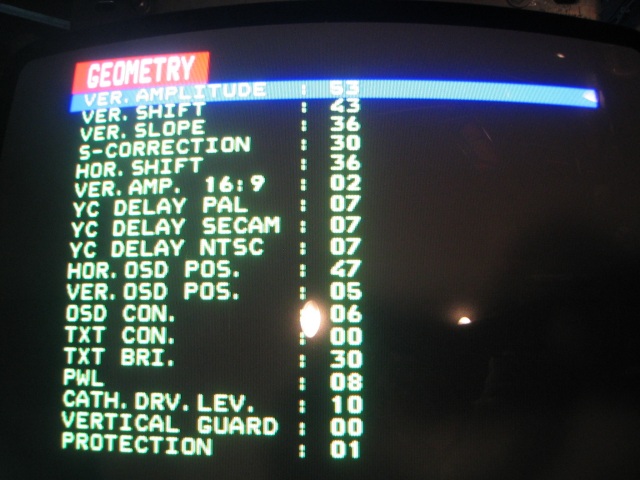 GEOMETRY
VER.AMPLITUDE : 53
VER.SHIFT : 43
VER.SLOPE : 36
S-CORRECTION : 30
HOR.SHIFT : 36
VER.AMP. 16:9 : 02
YC DELAY PAL : 07
YC DELAY SECAM : 07
YC DELAY NTSC : 07
HOR.OSD POS. : 47
VER.OSD POS. : 05
OSD CON. : 06
TXT CON. : 00
TXT BRI. : 30
PWL : 08
CATH.DRV.LEV. : 10
VERTICAL GUARD : 00
PROTECTION : 01